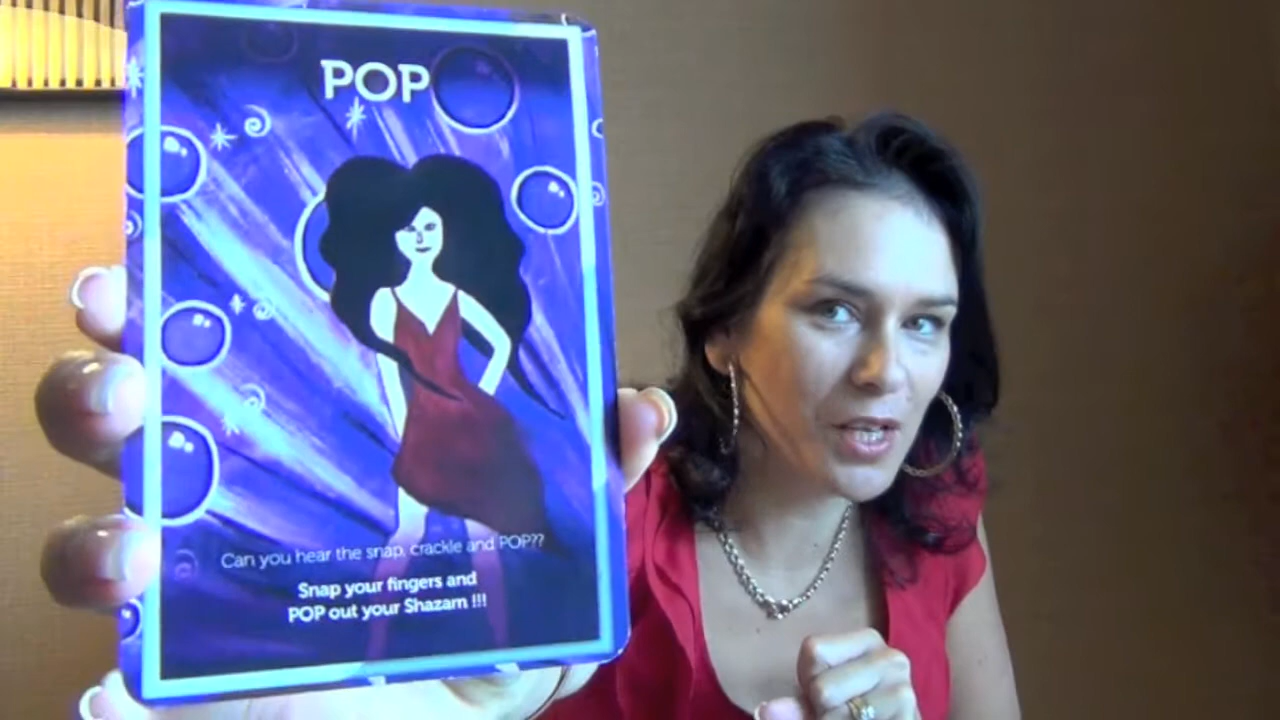 POP
Can you hear the snap, crackle and POP??
Snap your fingers and
POP out your Shazam !!!